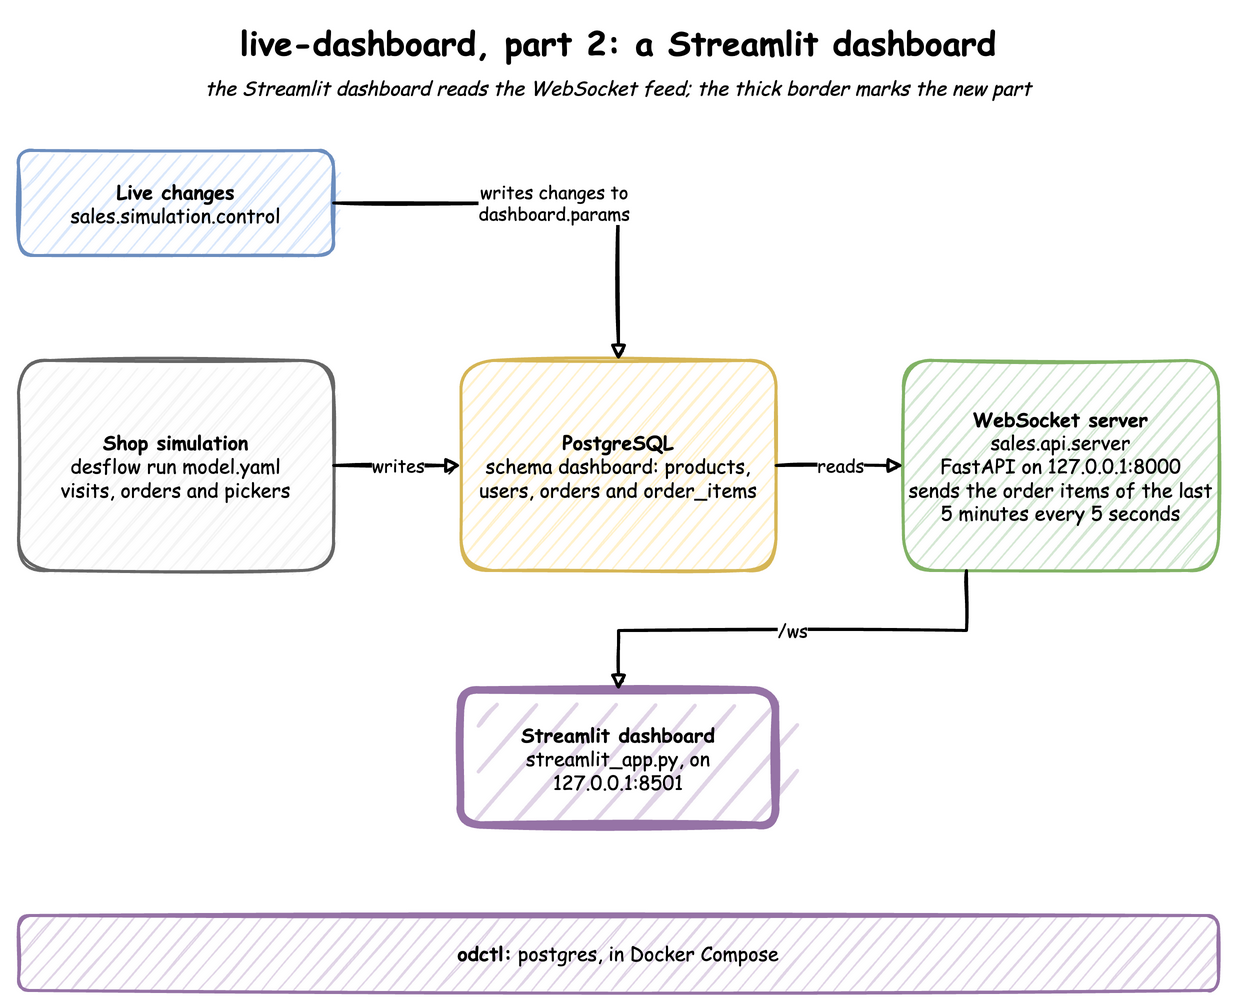 live-dashboard, part 2: a Streamlit dashboard
the Streamlit dashboard reads the WebSocket feed; the thick border marks the new part
Live changes
sales.simulation.control
writes changes to
dashboard.params
Shop simulation
desflow run model.yaml
visits, orders and pickers
writes
PostgreSQL
schema dashboard: products,
users, orders and order_items
reads
WebSocket server
sales.api.server
FastAPI on 127.0.0.1:8000
sends the order items of the last
5 minutes every 5 seconds
/ws
Streamlit dashboard
streamlit_app.py, on
127.0.0.1:8501
odctl: postgres, in Docker Compose